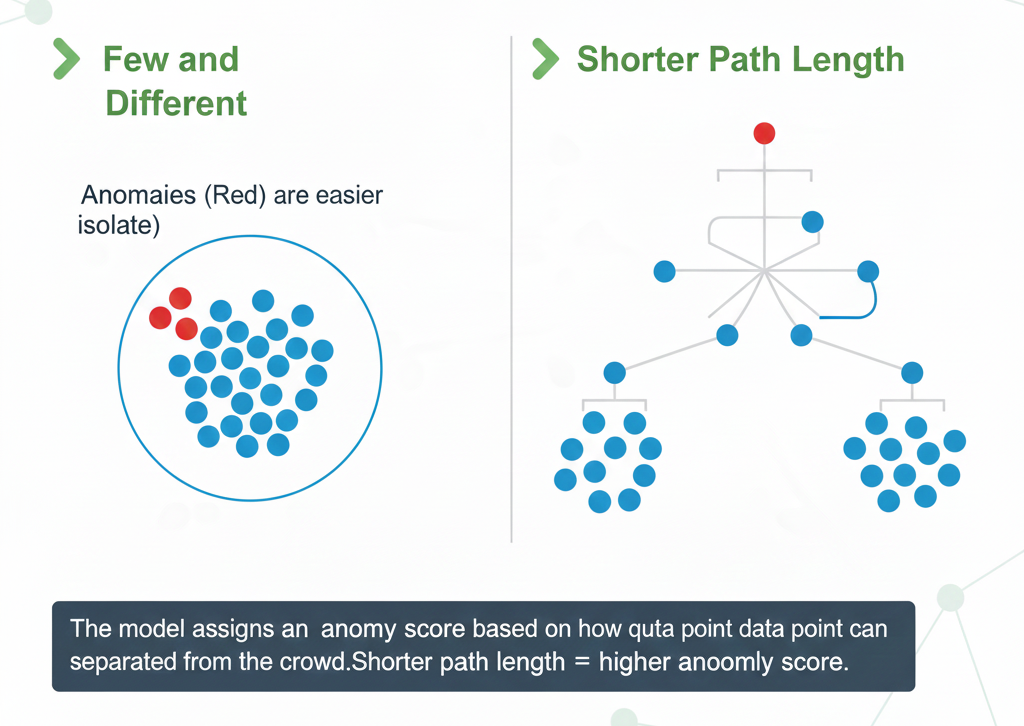 Few and
Different
Anomaies (Red) are easier
isolate)
Shorter Path Length
The model assigns an anomy score based on how quta point data point can
separated from the crowd.Shorter path length = higher anoomly score.